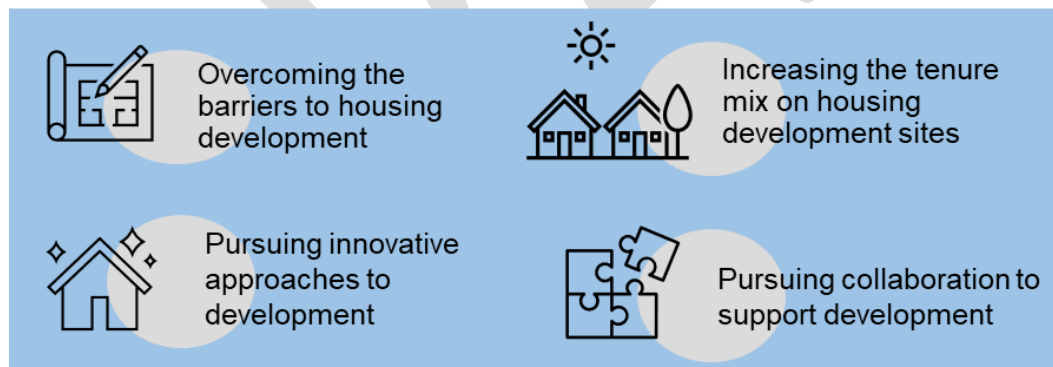 Overcoming the
barriers to housing
development
Increasing the tenure
mix on housing
development sites
Pursuing innovative
approaches to
development
Pursuing collaboration to
support development